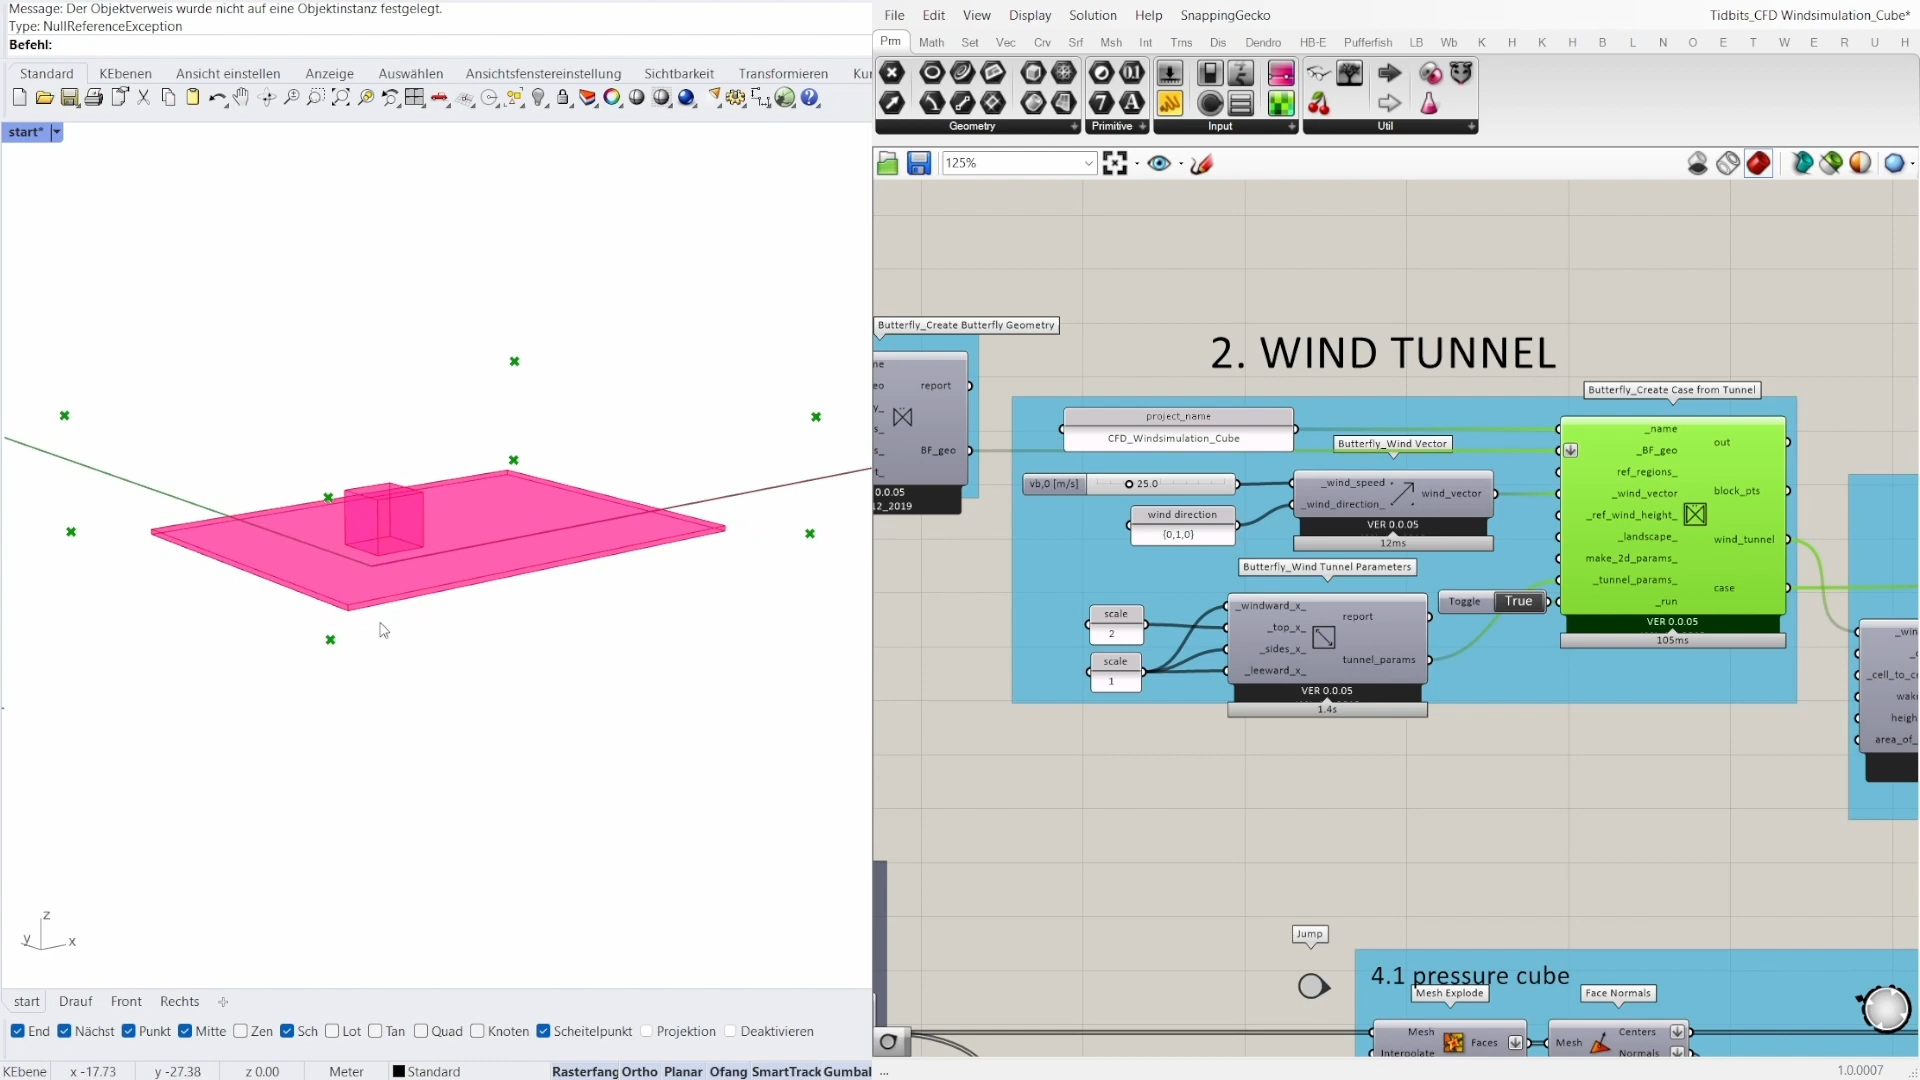 Message: Der Objektverweis wurde nicht auf eine Objektinstanz festgelegt.
Type: NullReferenceException
Befehl:
Standard KEbenen Ansicht einstellen Anzeige Auswählen Ansichtsfenstereinstellung Sichtbarkeit Transformieren
start*
File Edit View Display Solution Help SnappingGecko
Tidbits_CFD Windsimulation_Cube*
Prm Math Set Vec Crv Srf Msh Int Trns Dis Dendro HB-E Pufferfish LB Wb K H K H B L N O E T W E R U H
Geometry Primitive Input Util
125%
Butterfly_Create Butterfly Geometry
2. WIND TUNNEL
Butterfly_Create Case from Tunnel
report
BF_geo
0.0.05
project_name
CFD_Windsimulation_Cube
Butterfly_Wind Vector
vb,0 [m/s] 25.0
wind direction
{0,1,0}
_wind_speed
_wind_direction_
wind_vector
VER 0.0.05
12ms
Butterfly_Wind Tunnel Parameters
scale
2
scale
1
_windward_x_
_top_x_
_sides_x_
_leeward_x_
report
tunnel_params
VER 0.0.05
1.4s
Toggle True
_name
_BF_geo
ref_regions_
_wind_vector
_ref_wind_height_
_landscape_
make_2d_params_
_tunnel_params_
_run
out
block_pts
wind_tunnel
case
VER 0.0.05
105ms
Jump
4.1 pressure cube
Mesh Explode
Face Normals
Mesh
Interpolate
Faces
Mesh
Centers
Normals
z
y
x
start Drauf Front Rechts
End Nächst Punkt Mitte Zen Sch Lot Tan Quad Knoten Scheitelpunkt Projektion Deaktivieren
KEbene x -17.73 y -27.38 z 0.00 Meter Standard Rasterfang Ortho Planar Ofang SmartTrack Gumbal
...
1.0.0007